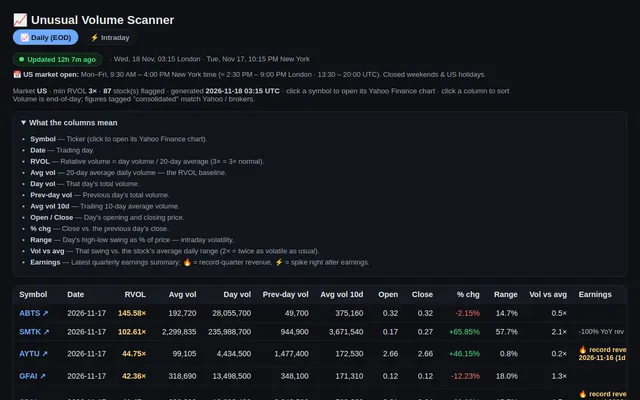 📈 Unusual Volume Scanner
📈 Daily (EOD) ⚡ Intraday
Updated 12h 7m ago · Wed, 18 Nov, 03:15 London · Tue, Nov 17, 10:15 PM New York
📅 US market open: Mon–Fri, 9:30 AM – 4:00 PM New York time (= 2:30 PM – 9:00 PM London · 13:30 – 20:00 UTC). Closed weekends & US holidays.
Market US · min RVOL 3× · 87 stock(s) flagged · generated 2026-11-18 03:15 UTC · click a symbol to open its Yahoo Finance chart · click a column to sort
Volume is end-of-day; figures tagged "consolidated" match Yahoo / brokers.
▼ What the columns mean
• Symbol — Ticker (click to open its Yahoo Finance chart).
• Date — Trading day.
• RVOL — Relative volume = day volume / 20-day average (3× = 3× normal).
• Avg vol — 20-day average daily volume — the RVOL baseline.
• Day vol — That day's total volume.
• Prev-day vol — Previous day's total volume.
• Avg vol 10d — Trailing 10-day average volume.
• Open / Close — Day's opening and closing price.
• % chg — Close vs. the previous day's close.
• Range — Day's high-low swing as % of price — intraday volatility.
• Vol vs avg — That swing vs. the stock's average daily range (2× = twice as volatile as usual).
• Earnings — Latest quarterly earnings summary; 🔥 = record-quarter revenue, ⚡ = spike right after earnings.
Symbol Date RVOL Avg vol Day vol Prev-day vol Avg vol 10d Open Close % chg Range Vol vs avg Earnings
ABTS ↗ 2026-11-17 145.58× 192,720 28,055,700 49,700 375,160 0.32 0.32 -2.15% 14.7% 0.5×
SMTK ↗ 2026-11-17 102.61× 2,299,835 235,988,700 944,900 3,671,540 0.17 0.27 +65.85% 57.7% 2.1× -100% YoY rev
AYTU ↗ 2026-11-17 44.75× 99,105 4,434,500 1,477,400 172,530 2.66 2.66 +46.15% 0.8% 0.2× 🔥 record reve
2026-11-16 (1d
GFAI ↗ 2026-11-17 42.36× 318,690 13,498,500 348,100 171,310 0.12 0.12 -12.23% 18.0% 1.3×
🔥 record reve